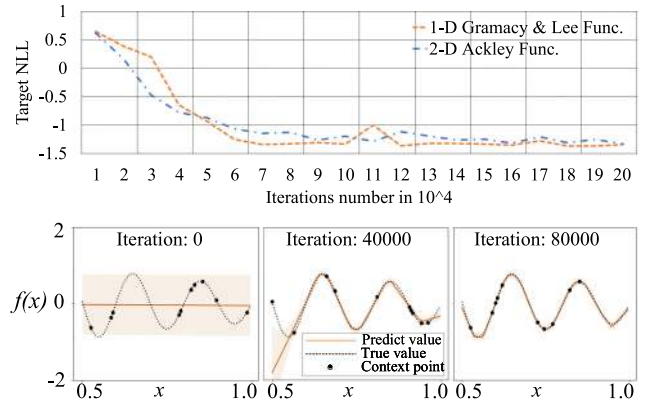 Target NLL
1
0.5
0
-0.5
-1
-1.5
1-D Gramacy & Lee Func.
2-D Ackley Func.
1 2 3 4 5 6 7 8 9 10 11 12 13 14 15 16 17 18 19 20
Iterations number in 10^4
f(x)
2
0
-2
Iteration: 0
Iteration: 40000
Iteration: 80000
Predict value
True value
Context point
0.5 x 1.0 0.5 x 1.0 0.5 x 1.0